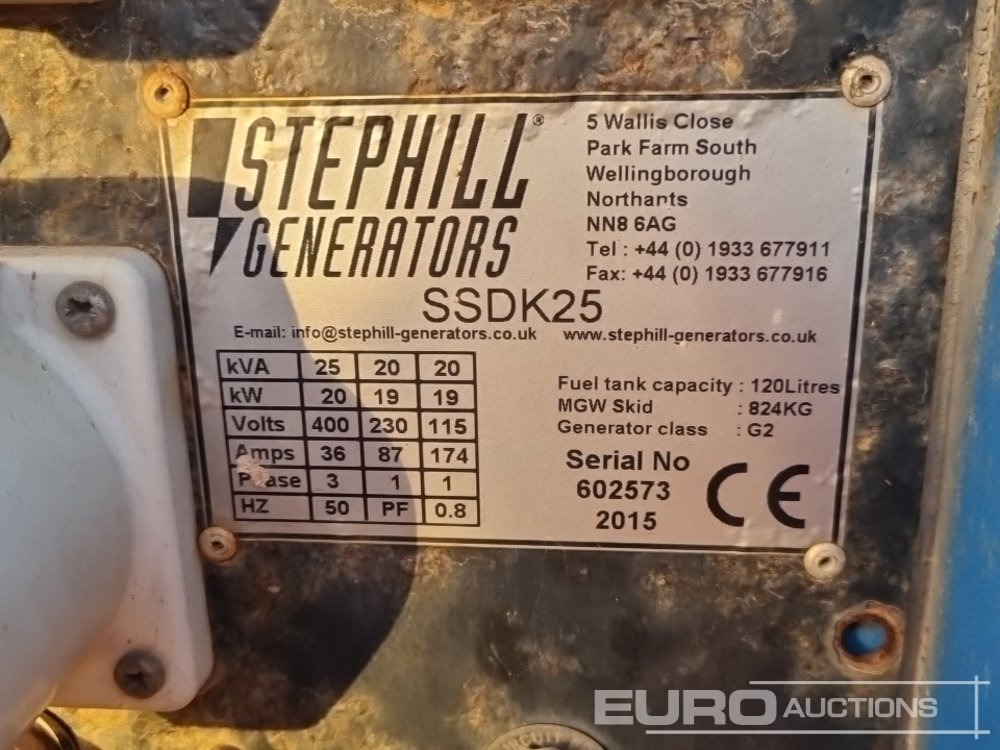 STEPHILL®
GENERATORS
5 Wallis Close
Park Farm South
Wellingborough
Northants
NN8 6AG
Tel : +44 (0) 1933 677911
Fax: +44 (0) 1933 677916
SSDK25
E-mail: info@stephill-generators.co.uk www.stephill-generators.co.uk
kVA 25 20 20
kW 20 19 19
Volts 400 230 115
Amps 36 87 174
Phase 3 1 1
HZ 50 PF 0.8
Fuel tank capacity : 120Litres
MGW Skid : 824KG
Generator class : G2
Serial No
602573
2015
CE
EURO AUCTIONS